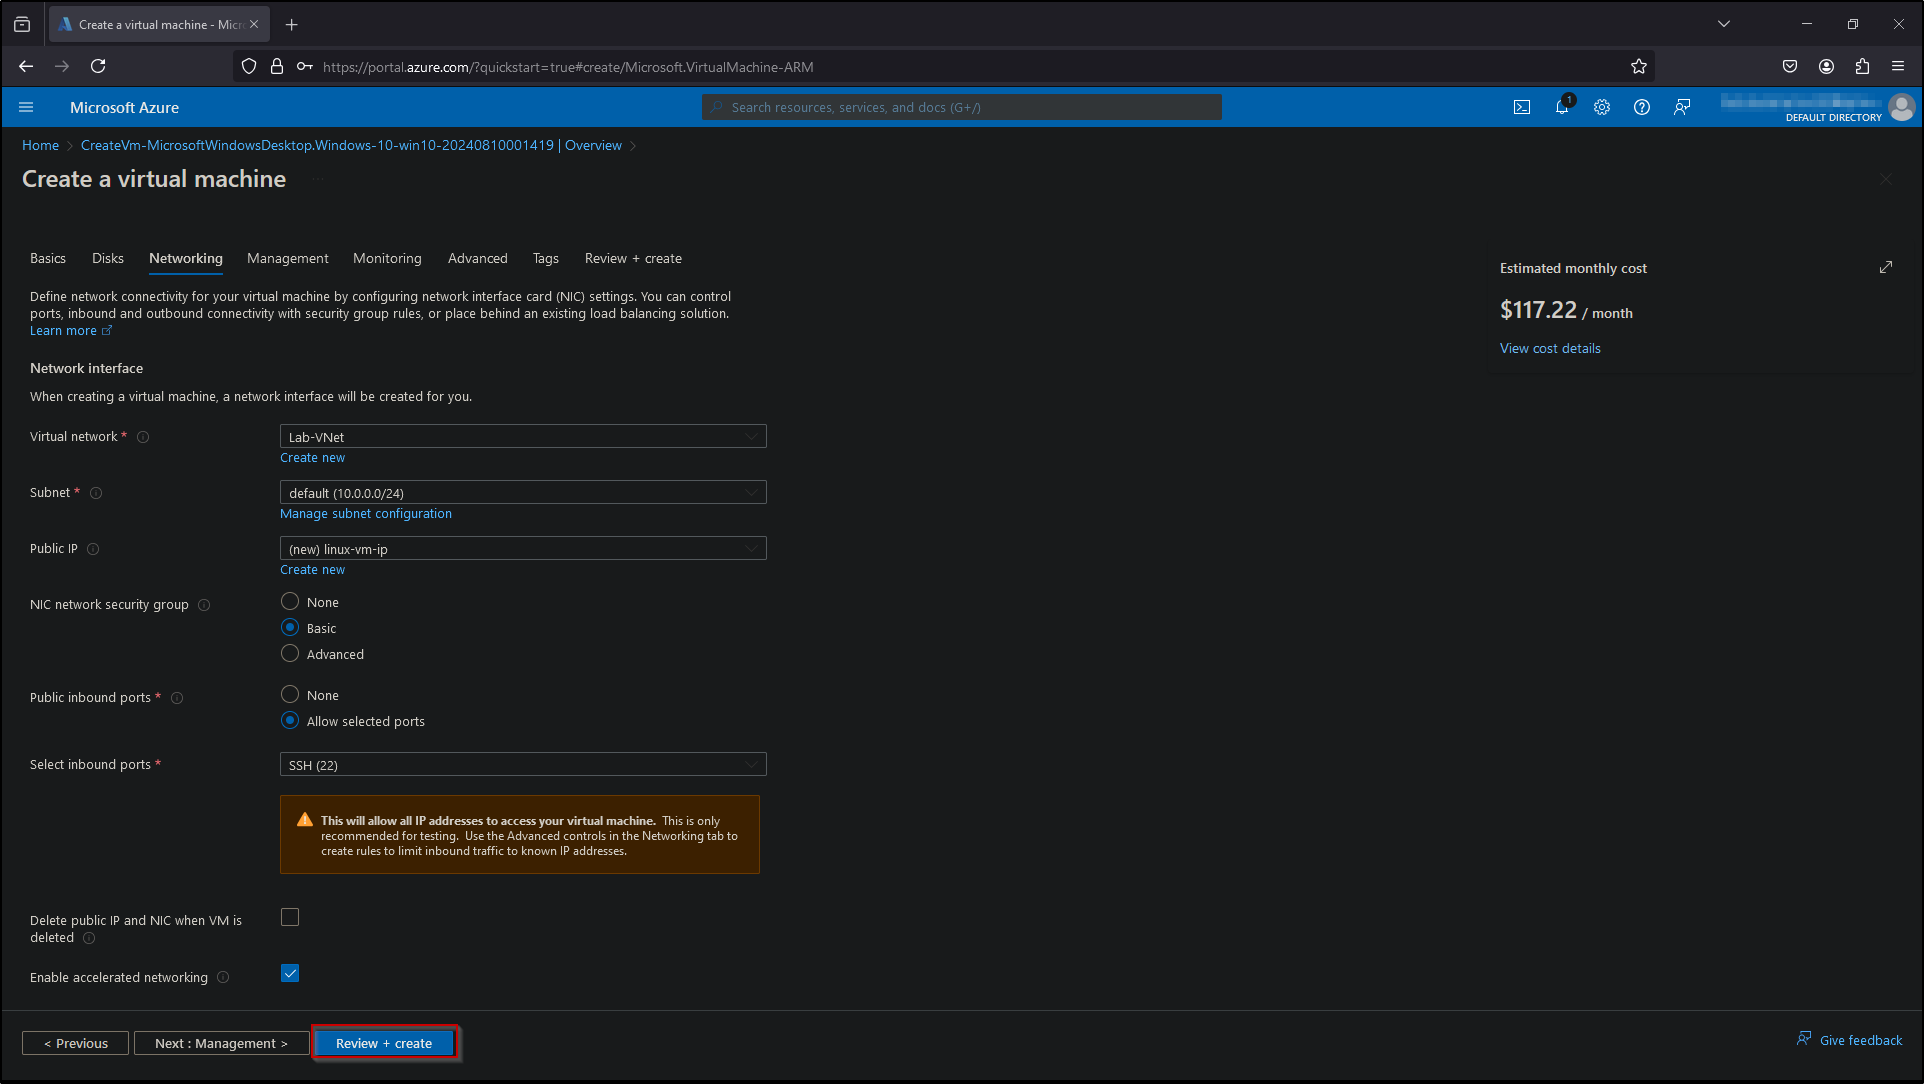 Create a virtual machine - Micr
https://portal.azure.com/?quickstart=true#create/Microsoft.VirtualMachine-ARM
Microsoft Azure
Search resources, services, and docs (G+/)
1
DEFAULT DIRECTORY
Home > CreateVm-MicrosoftWindowsDesktop.Windows-10-win10-20240810001419 | Overview >
Create a virtual machine ...
Basics Disks Networking Management Monitoring Advanced Tags Review + create
Define network connectivity for your virtual machine by configuring network interface card (NIC) settings. You can control
ports, inbound and outbound connectivity with security group rules, or place behind an existing load balancing solution.
Learn more
Network interface
When creating a virtual machine, a network interface will be created for you.
Virtual network *
Lab-VNet
Create new
Subnet *
default (10.0.0.0/24)
Manage subnet configuration
Public IP
(new) linux-vm-ip
Create new
NIC network security group
None
Basic
Advanced
Public inbound ports *
None
Allow selected ports
Select inbound ports *
SSH (22)
This will allow all IP addresses to access your virtual machine. This is only
recommended for testing. Use the Advanced controls in the Networking tab to
create rules to limit inbound traffic to known IP addresses.
Delete public IP and NIC when VM is
deleted
Enable accelerated networking
Estimated monthly cost
$117.22 / month
View cost details
< Previous
Next : Management >
Review + create
Give feedback